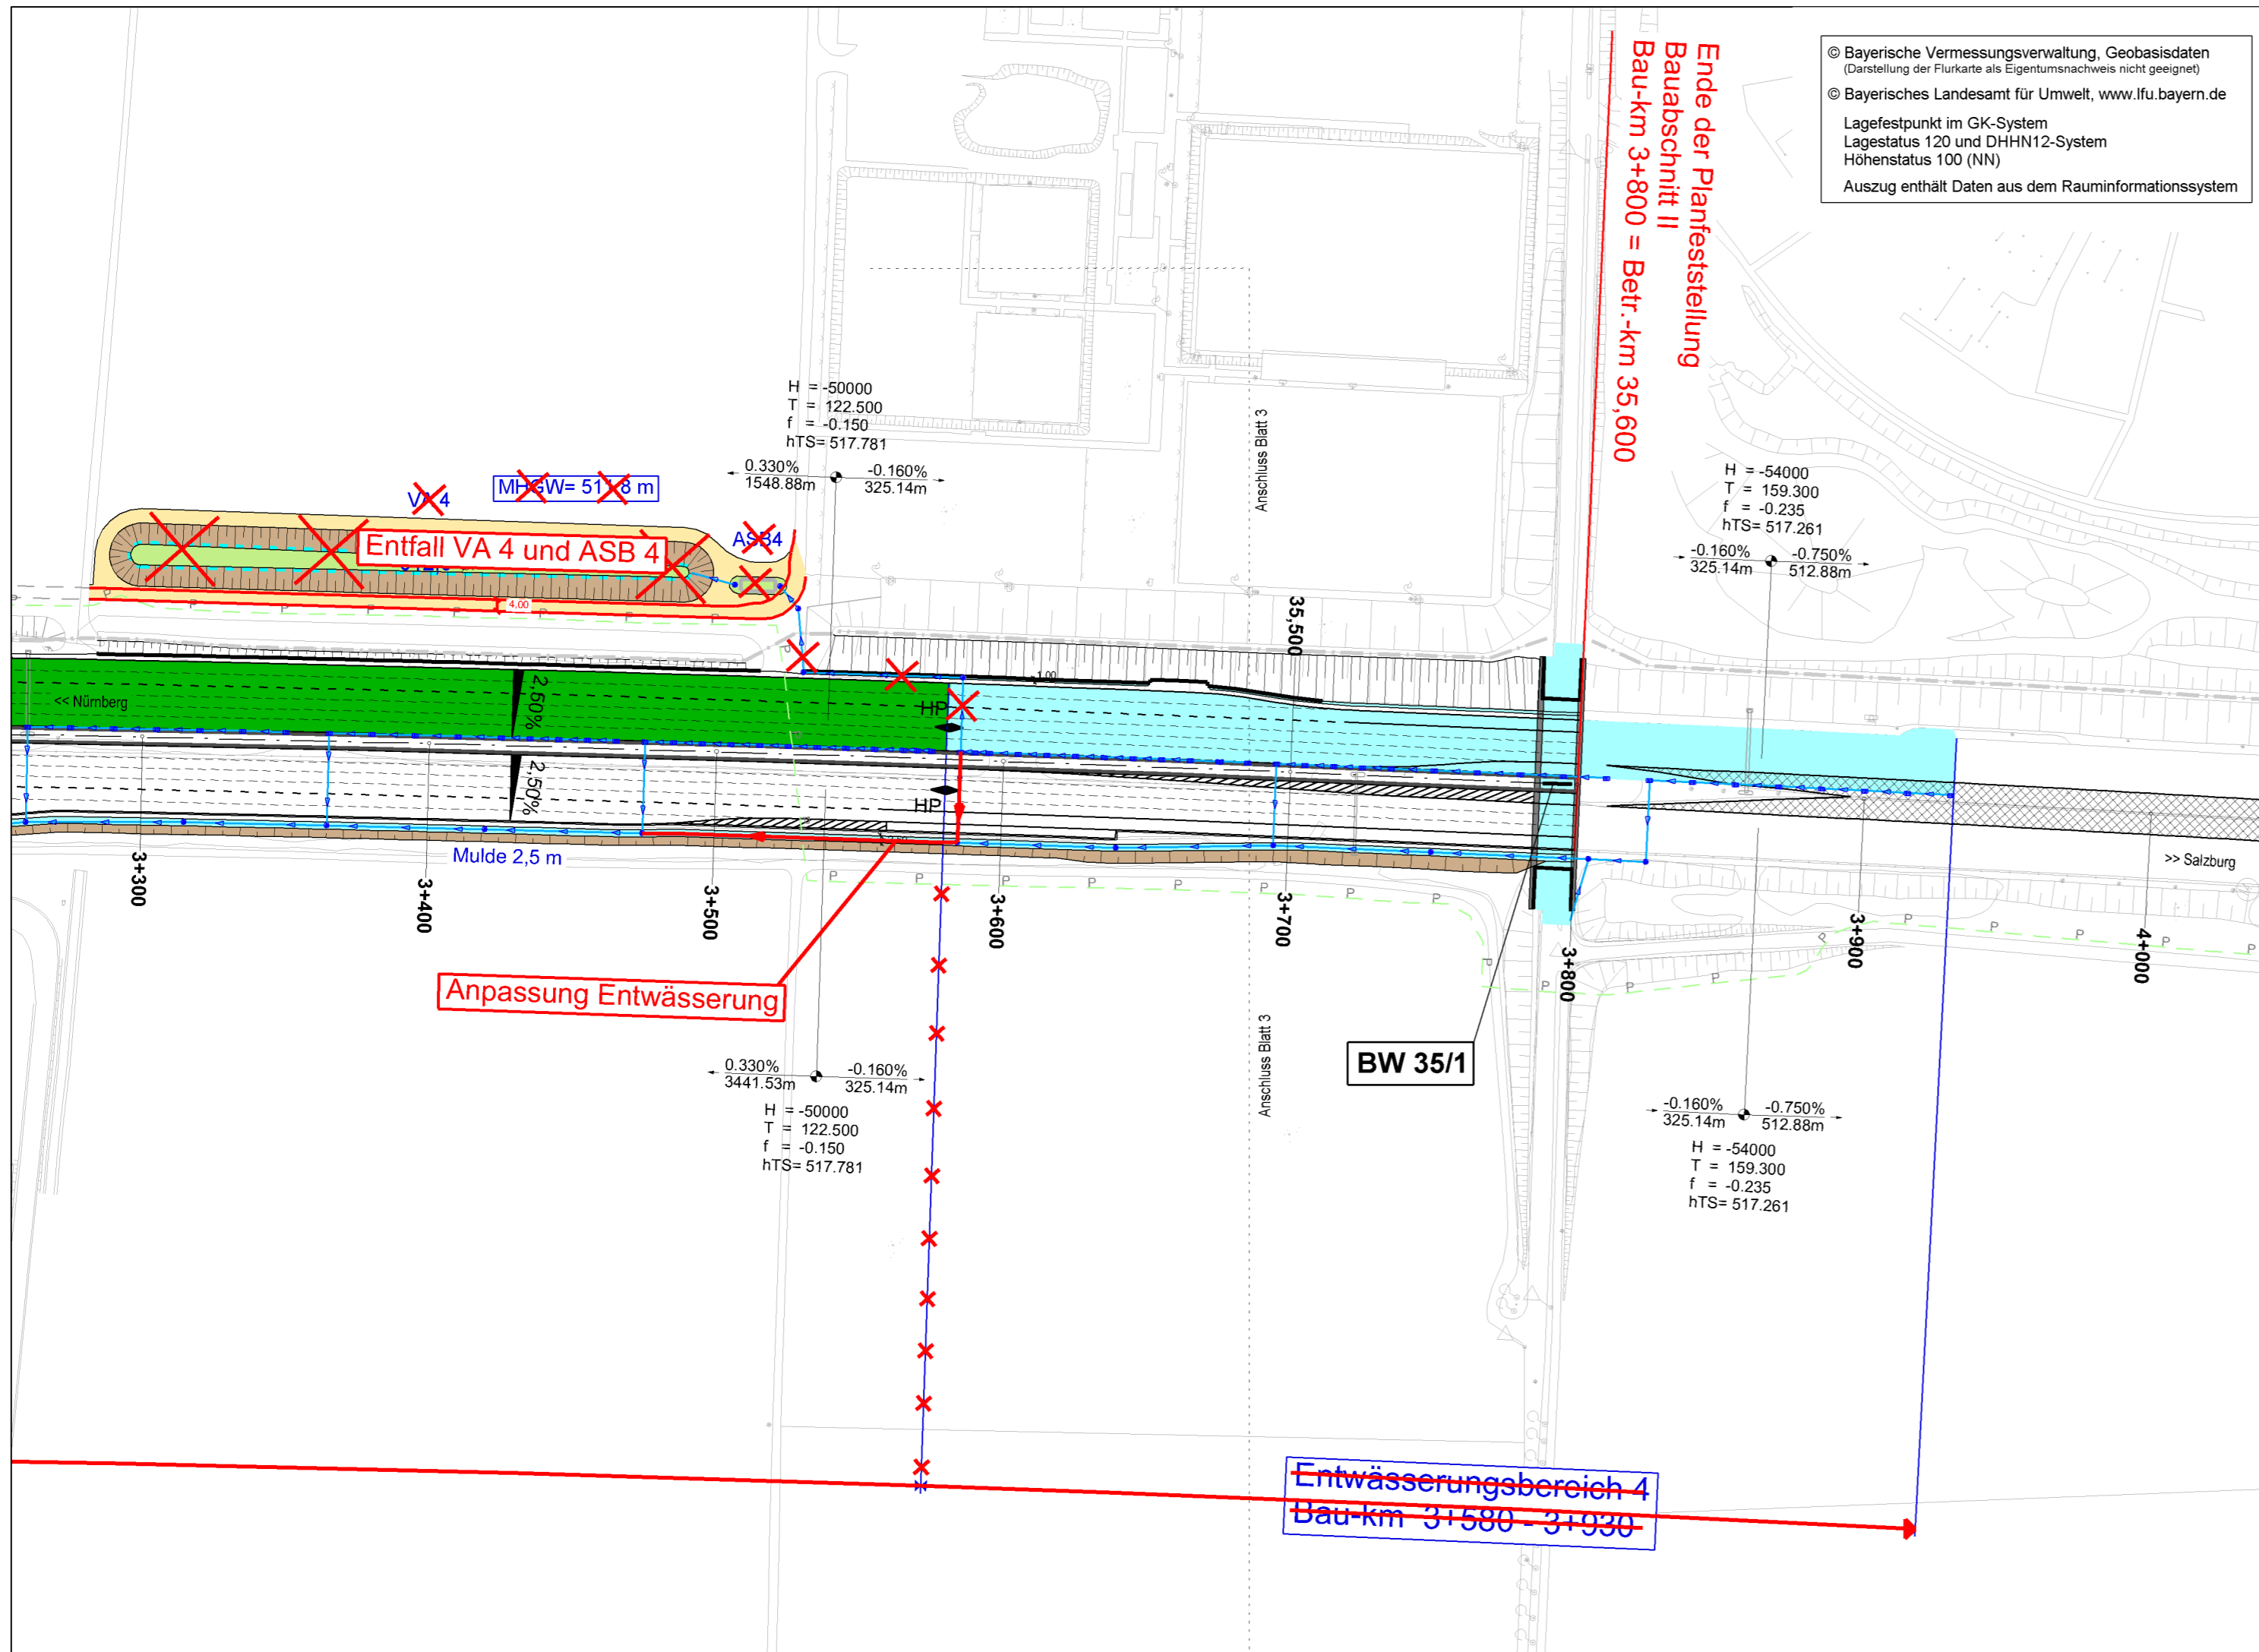 © Bayerische Vermessungsverwaltung, Geobasisdaten
(Darstellung der Flurkarte als Eigentumsnachweis nicht geeignet)
© Bayerisches Landesamt für Umwelt, www.lfu.bayern.de
Lagefestpunkt im GK-System
Lagestatus 120 und DHHN12-System
Höhenstatus 100 (NN)
Auszug enthält Daten aus dem Rauminformationssystem
Ende der Planfeststellung
Bauabschnitt II
Bau-km 3+800 = Betr.-km 35,600
H = -50000
T = 122.500
f = -0.150
hTS= 517.781
0.330% -0.160%
1548.88m 325.14m
Anschluss Blatt 3
H = -54000
T = 159.300
f = -0.235
hTS= 517.261
-0.160% -0.750%
325.14m 512.88m
VA 4
ASB4
Entfall VA 4 und ASB 4
4.00
35,500
1.00
<< Nürnberg
2,50%
HP
2,50%
HP
>> Salzburg
Mulde 2,5 m
3+300
3+400
3+500
3+600
3+700
3+800
3+900
4+000
P P P P P P
P P P P P P P P
P P P P P P P P
Anpassung Entwässerung
BW 35/1
Anschluss Blatt 3
0.330% -0.160%
3441.53m 325.14m
H = -50000
T = 122.500
f = -0.150
hTS= 517.781
-0.160% -0.750%
325.14m 512.88m
H = -54000
T = 159.300
f = -0.235
hTS= 517.261
Entwässerungsbereich 4
Bau-km 3+580 - 3+930